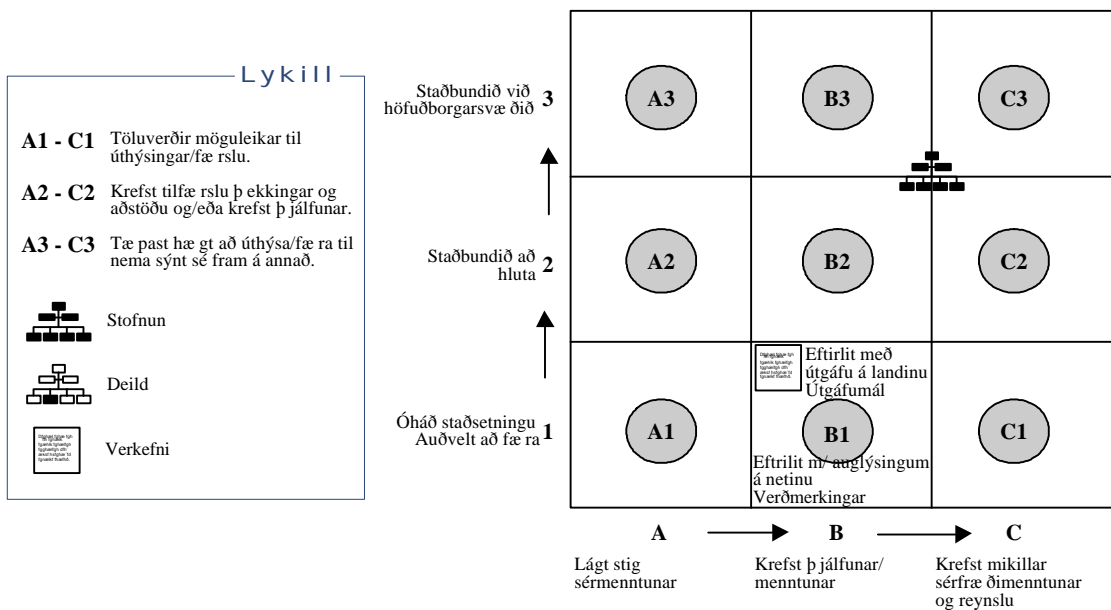 Lykill
A1 - C1 Töluverðir möguleikar til
úthýsingar/fæ rslu.
A2 - C2 Krefst tilfæ rslu þ ekkingar og
aðstöðu og/eða krefst þ jálfunar.
A3 - C3 Tæ past hæ gt að úthýsa/fæ ra til
nema sýnt sé fram á annað.
Stofnun
Deild
Verkefni
Staðbundið við
höfuðborgarsvæ ðið 3
A3 B3 C3
Staðbundið að
hluta 2
A2 B2 C2
Eftirlit með
útgáfu á landinu
Útgáfumál
Óháð staðsetningu
Auðvelt að fæ ra 1
A1 B1 C1
Eftrilit m/ auglýsingum
á netinu
Verðmerkingar
A B C
Lágt stig
sérmenntunar
Krefst þ jálfunar/
menntunar
Krefst mikillar
sérfræ ðimenntunar
og reynslu